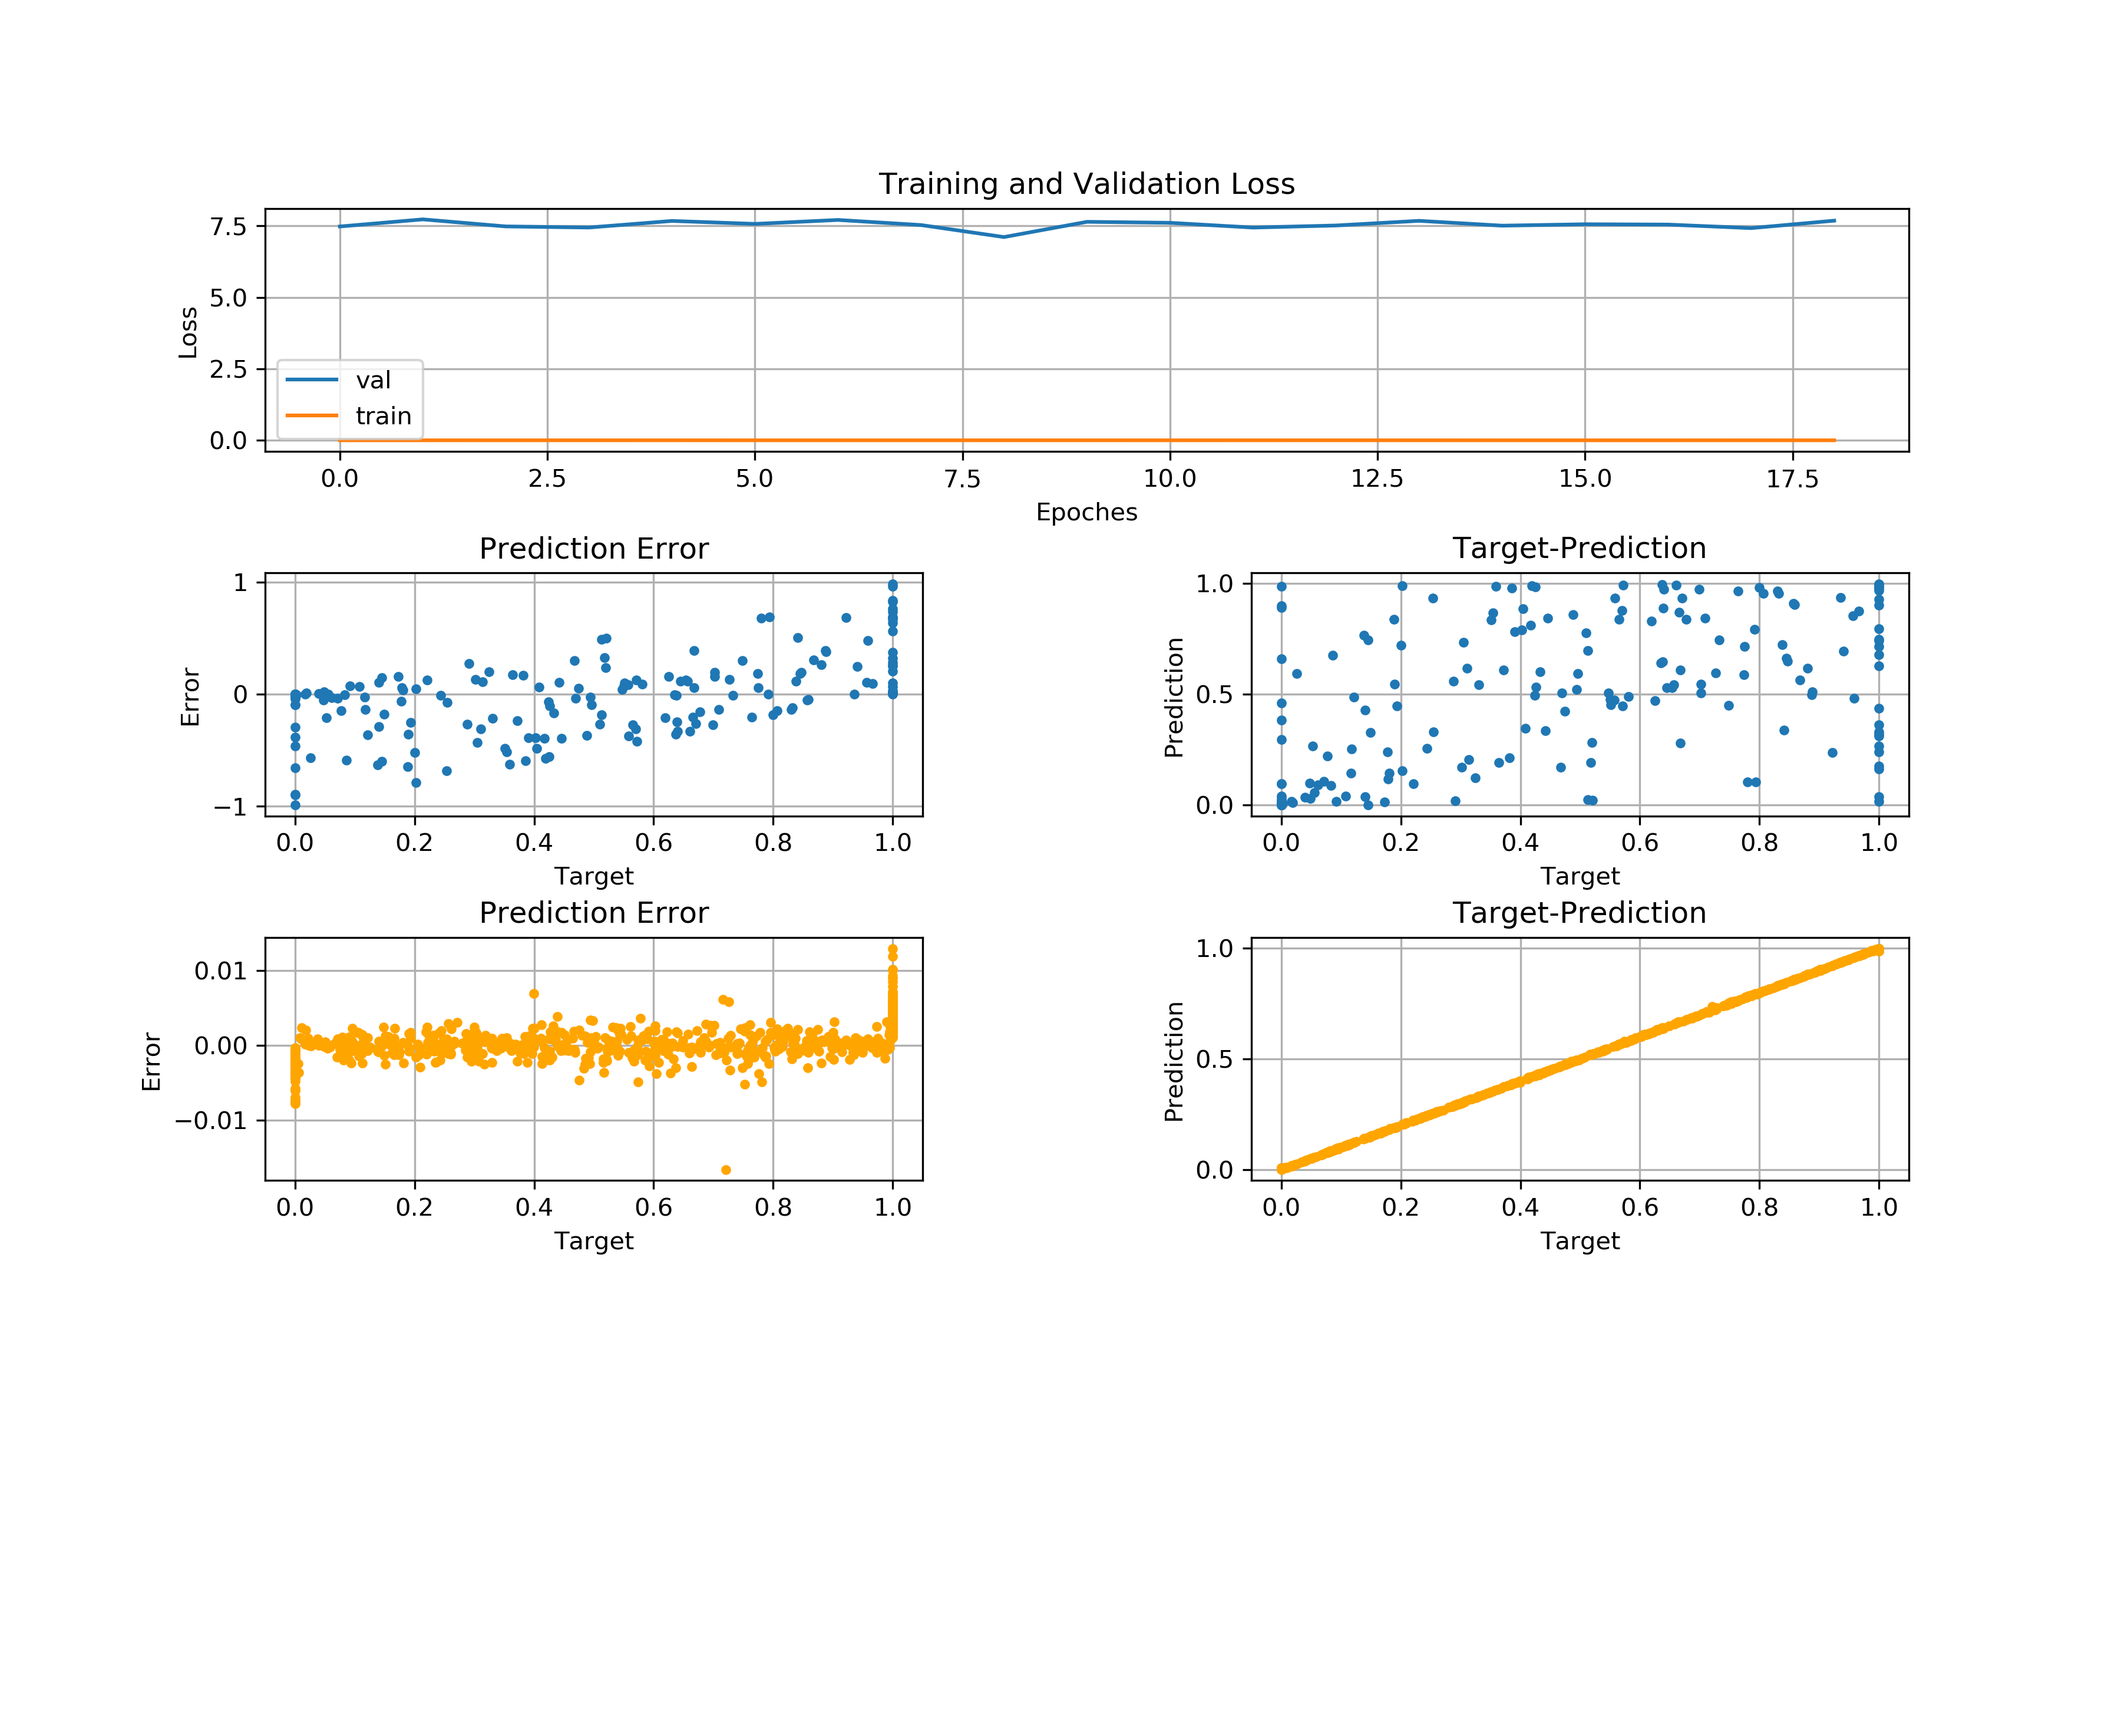 Training and Validation Loss
7.5
5.0
2.5
0.0
Loss
val
train
0.0 2.5 5.0 7.5 10.0 12.5 15.0 17.5
Epoches
Prediction Error
1
0
−1
Error
0.0 0.2 0.4 0.6 0.8 1.0
Target
Target-Prediction
1.0
0.5
0.0
Prediction
0.0 0.2 0.4 0.6 0.8 1.0
Target
Prediction Error
0.01
0.00
−0.01
Error
0.0 0.2 0.4 0.6 0.8 1.0
Target
Target-Prediction
1.0
0.5
0.0
Prediction
0.0 0.2 0.4 0.6 0.8 1.0
Target